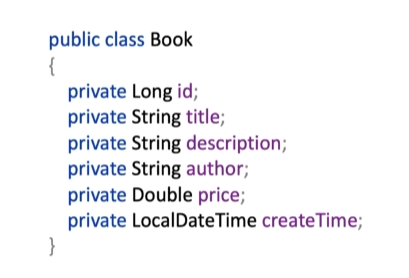 public class Book
{
private Long id;
private String title;
private String description;
private String author;
private Double price;
private LocalDateTime createTime;
}